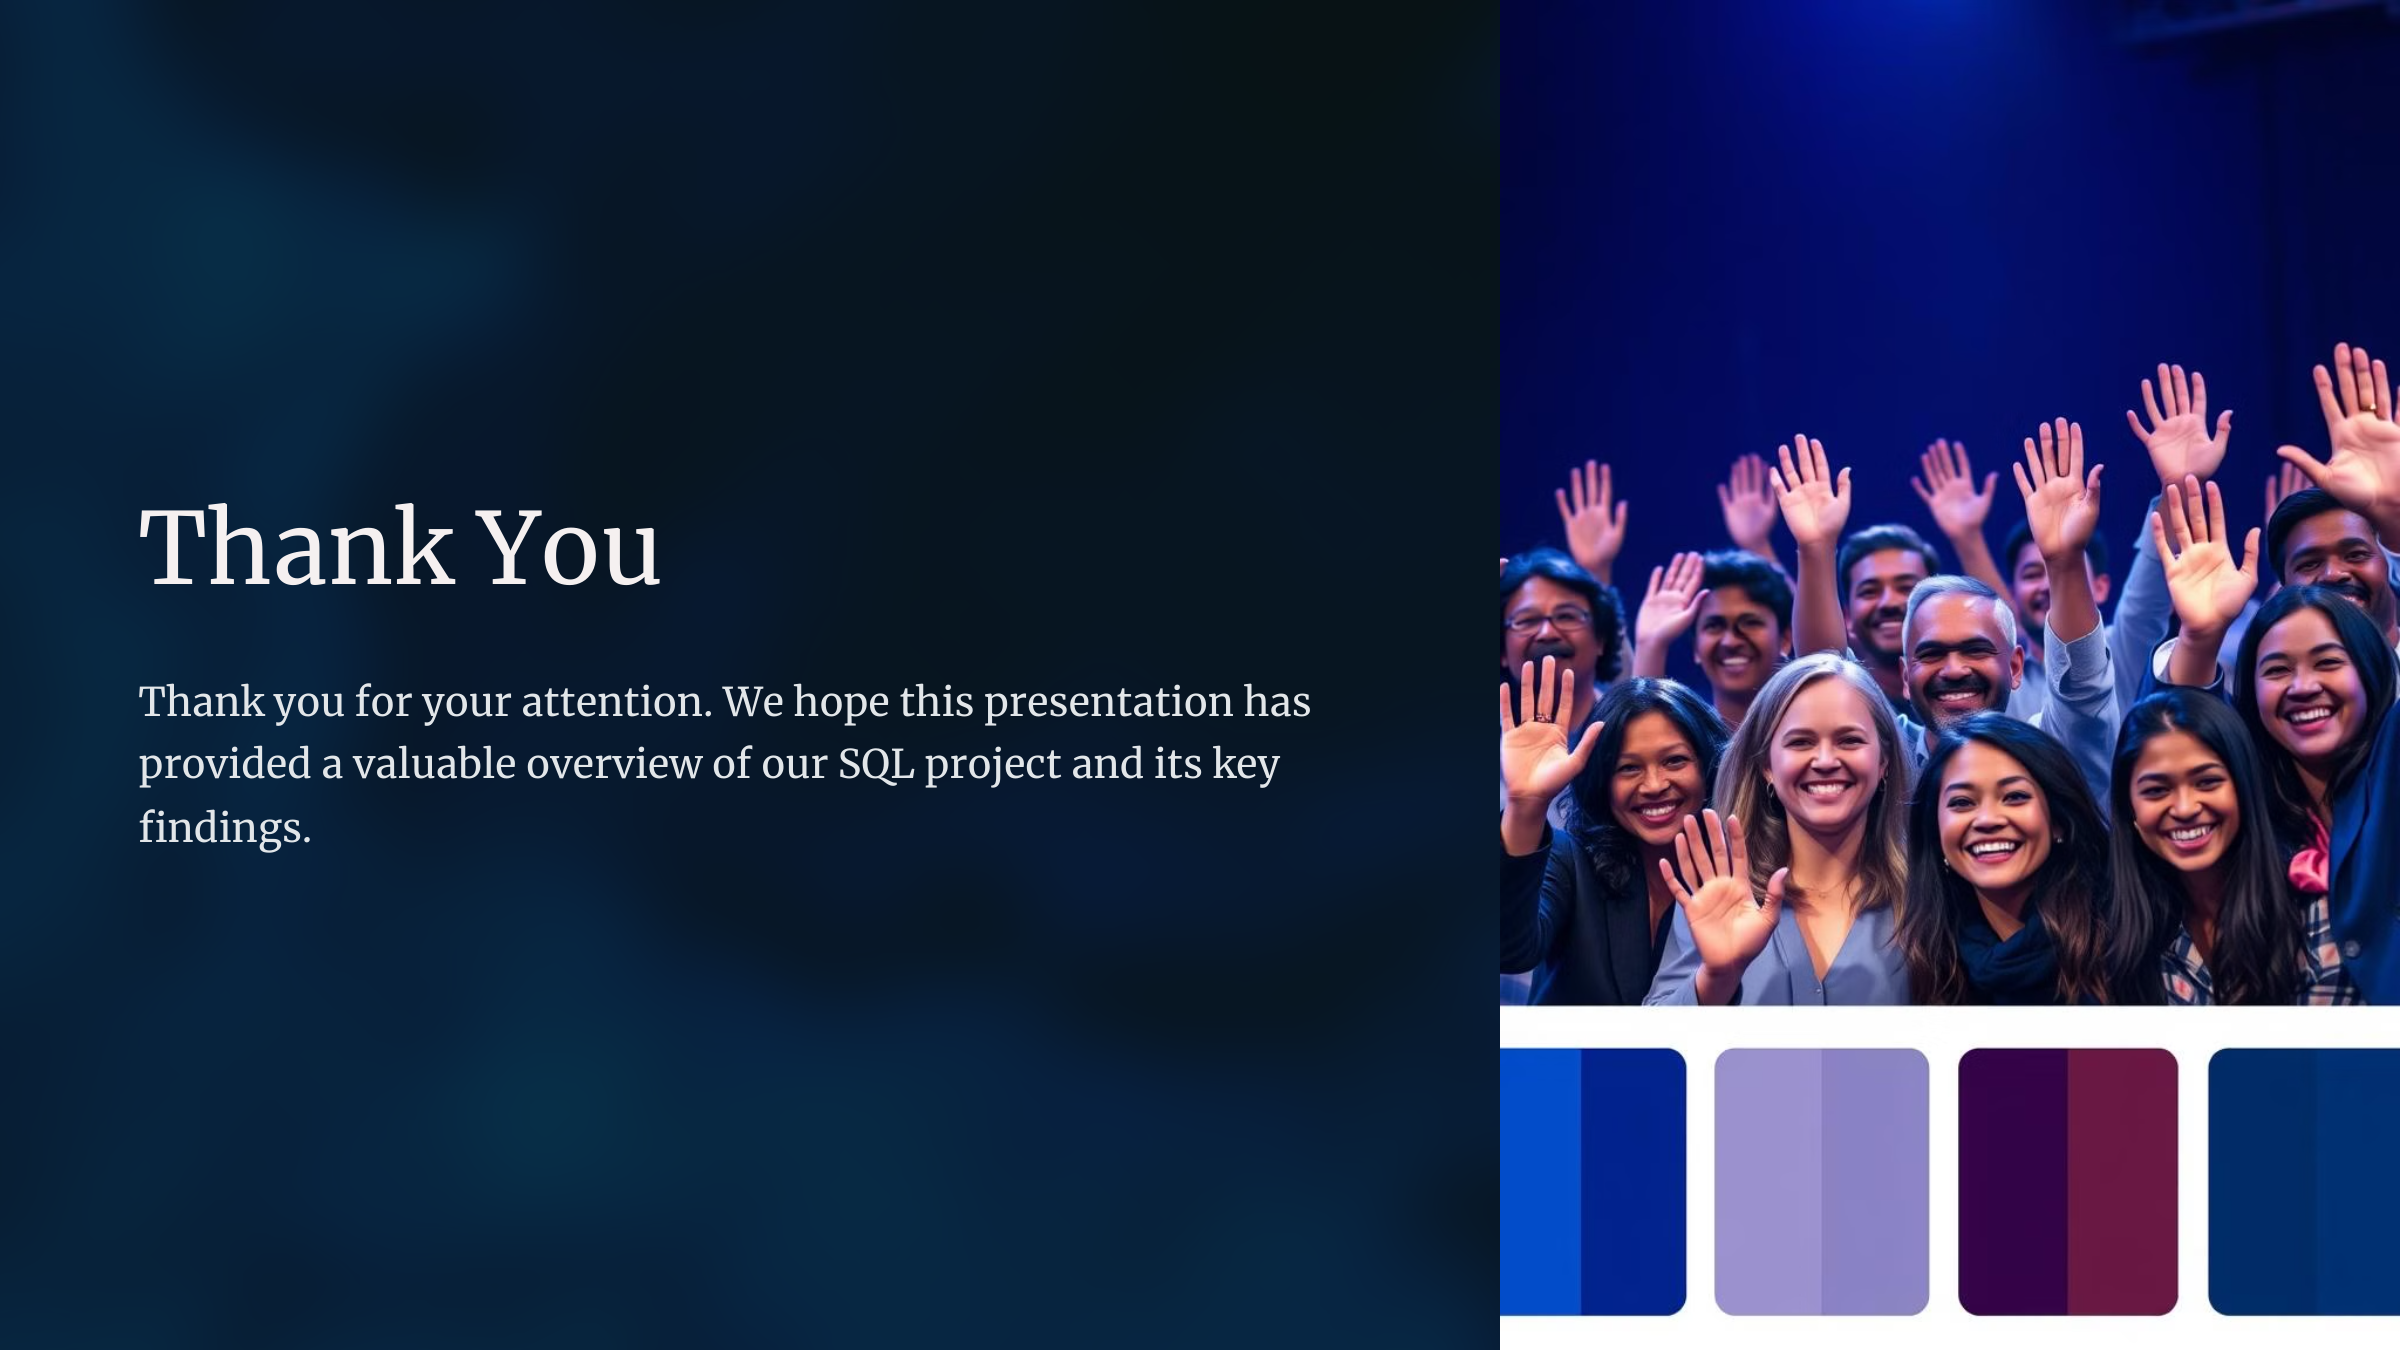 Thank You
Thank you for your attention. We hope this presentation has
provided a valuable overview of our SQL project and its key
findings.